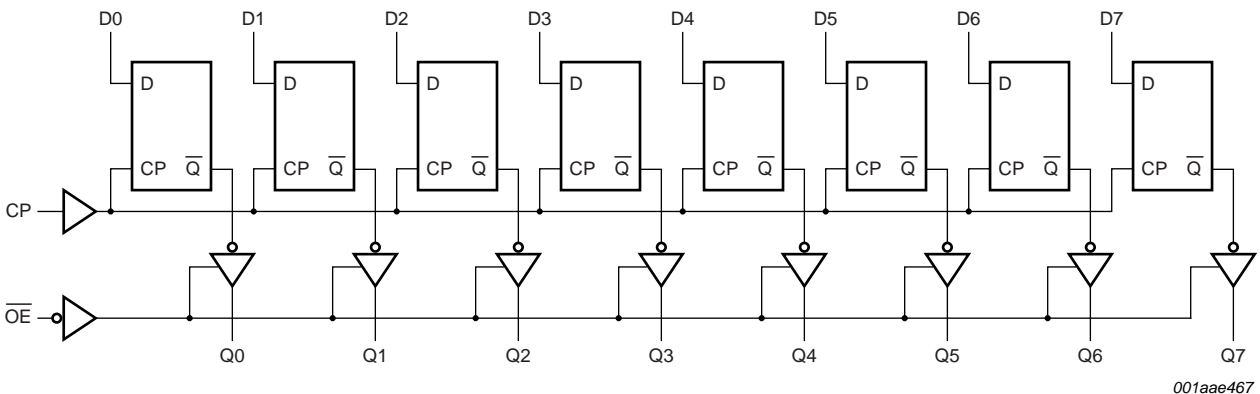 D0 D1 D2 D3 D4 D5 D6 D7
D D D D D D D D
CP Q̅ CP Q̅ CP Q̅ CP Q̅ CP Q̅ CP Q̅ CP Q̅ CP Q̅
CP
O̅E̅
Q0 Q1 Q2 Q3 Q4 Q5 Q6 Q7
001aae467